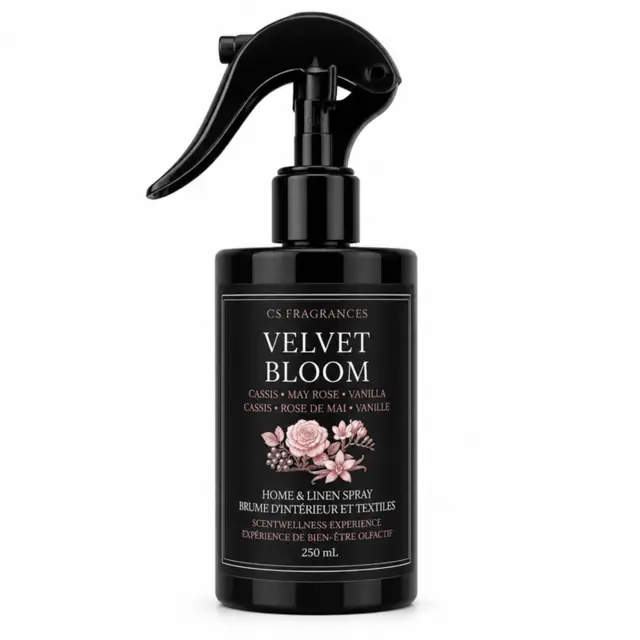 CS FRAGRANCES
VELVET
BLOOM
CASSIS • MAY ROSE • VANILLA
CASSIS • ROSE DE MAI • VANILLE
HOME & LINEN SPRAY
BRUME D'INTÉRIEUR ET TEXTILES
SCENTWELLNESS EXPERIENCE
EXPÉRIENCE DE BIEN-ÊTRE OLFACTIF
250 mL